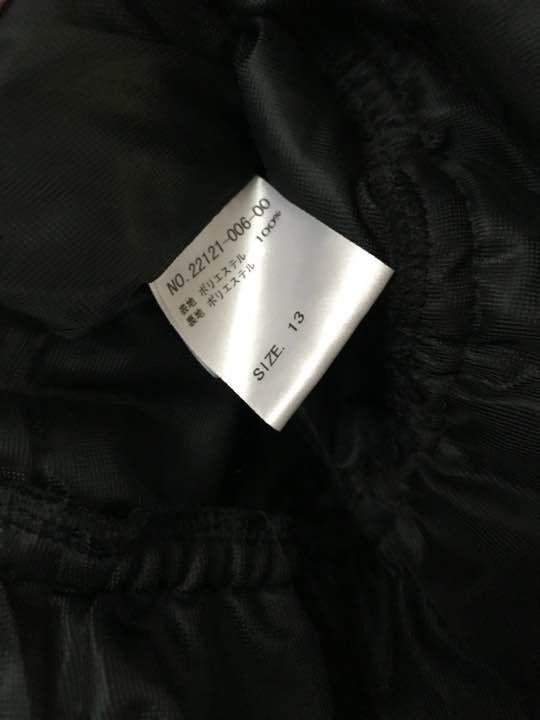 NO. 22121-006-00
表地 ポリエステル 100%
裏地 ポリエステル
SIZE. 13